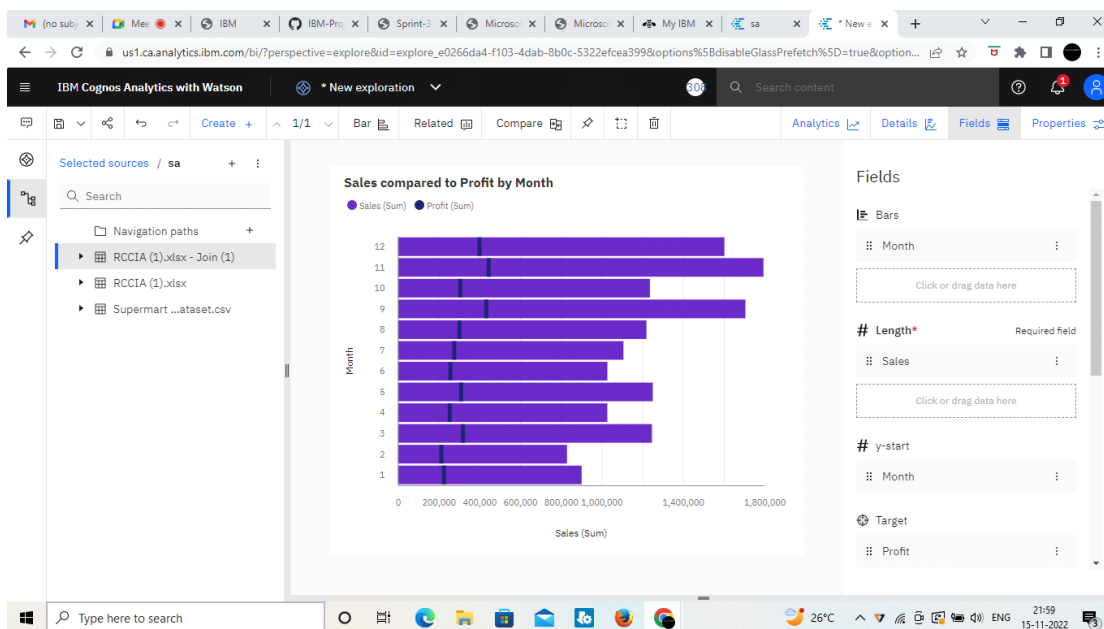 (no subj
Mee
IBM
IBM-Pro
Sprint-3
Microsof
Microsof
My IBM
sa
* New e
us1.ca.analytics.ibm.com/bi/?perspective=explore&id=explore_e0266da4-f103-4dab-8b0c-5322efcea399&options%5BdisableGlassPrefetch%5D=true&option...
IBM Cognos Analytics with Watson
* New exploration
308
Search content
1
Create +
1/1
Bar
Related
Compare
Analytics
Details
Fields
Properties
Selected sources / sa
Search
Navigation paths
RCCIA (1).xlsx - Join (1)
RCCIA (1).xlsx
Supermart ...ataset.csv
Sales compared to Profit by Month
Sales (Sum) Profit (Sum)
Month
12
11
10
9
8
7
6
5
4
3
2
1
0 200,000 400,000 600,000 800,000 1,000,000 1,400,000 1,800,000
Sales (Sum)
Fields
Bars
Month
Click or drag data here
# Length* Required field
Sales
Click or drag data here
# y-start
Month
Target
Profit
Type here to search
26°C
ENG
21:59
15-11-2022
3